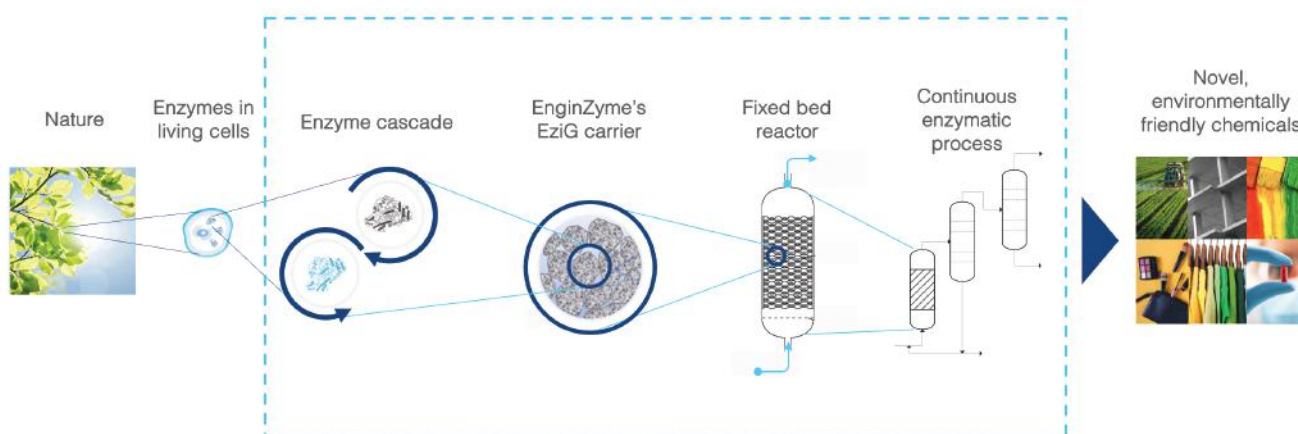 Nature
Enzymes in
living cells
Enzyme cascade
EnginZyme's
EziG carrier
Fixed bed
reactor
Continuous
enzymatic
process
Novel,
environmentally
friendly chemicals